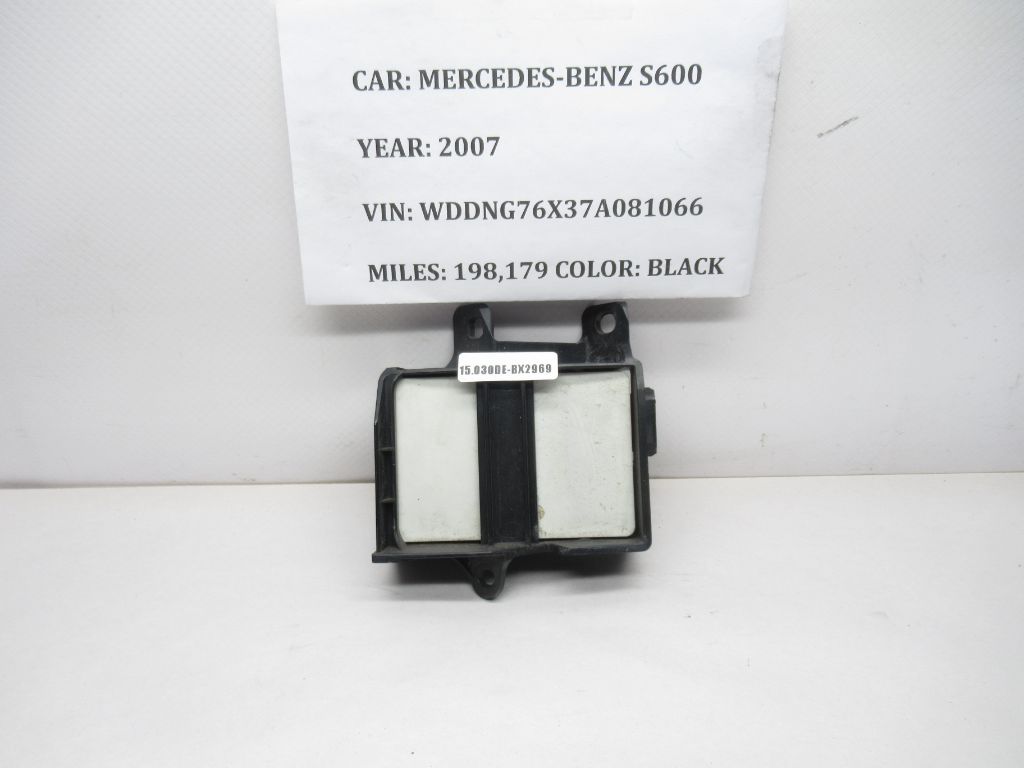 CAR: MERCEDES-BENZ S600
YEAR: 2007
VIN: WDDNG76X37A081066
MILES: 198,179 COLOR: BLACK
15.030DE-BX2969